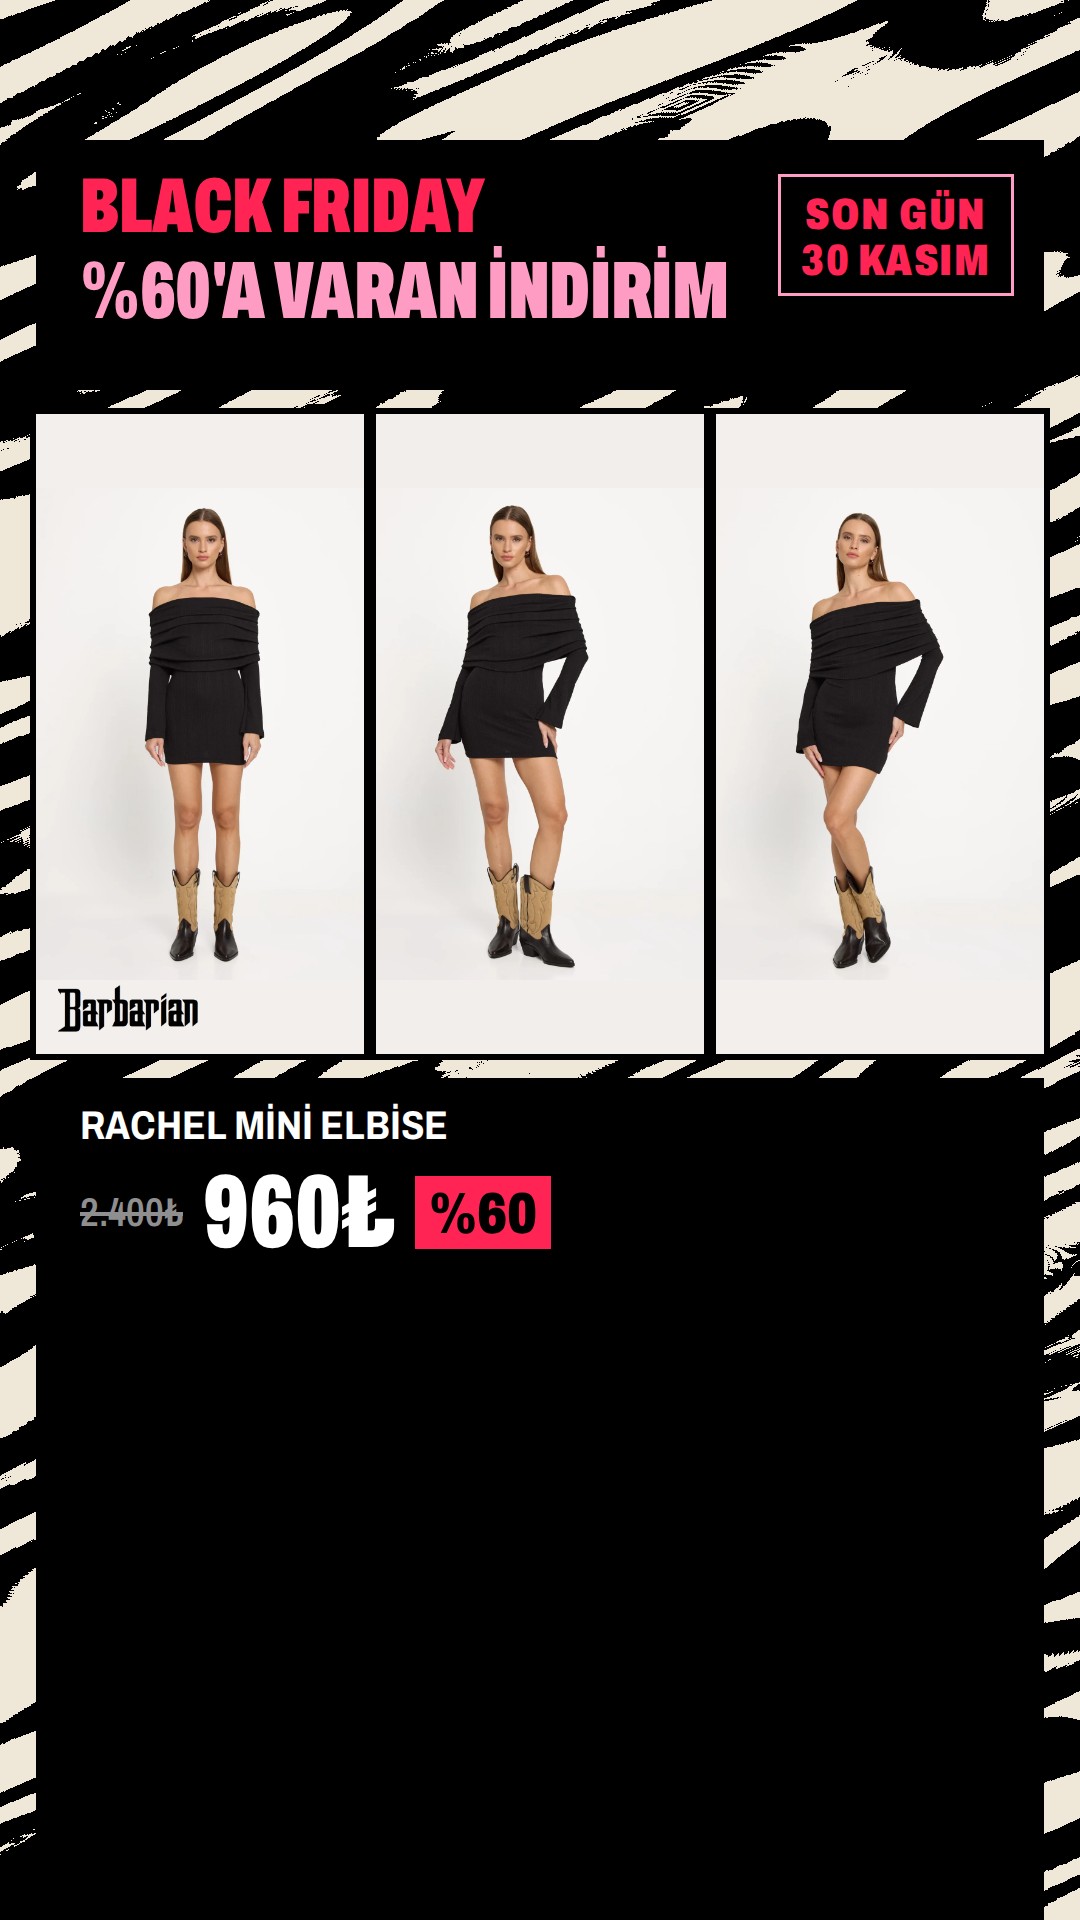 BLACK FRIDAY
%60'A VARAN İNDİRİM
SON GÜN
30 KASIM
Barbarian
RACHEL MİNİ ELBİSE
2.400₺ 960₺ %60